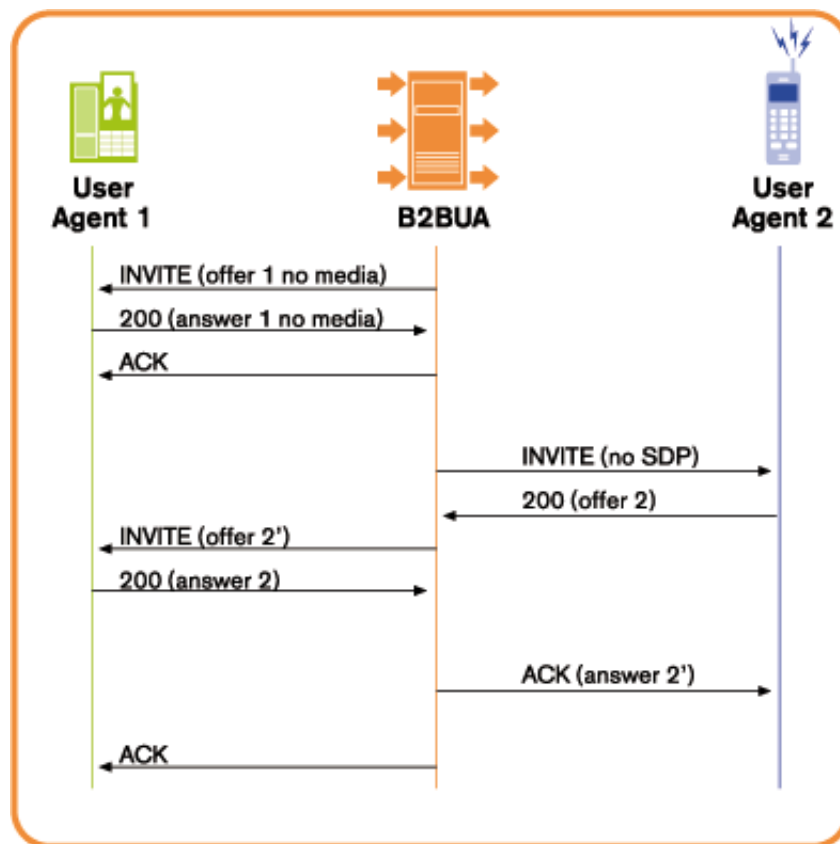 User
Agent 1
B2BUA
User
Agent 2
INVITE (offer 1 no media)
200 (answer 1 no media)
ACK
INVITE (no SDP)
200 (offer 2)
INVITE (offer 2')
200 (answer 2)
ACK (answer 2')
ACK